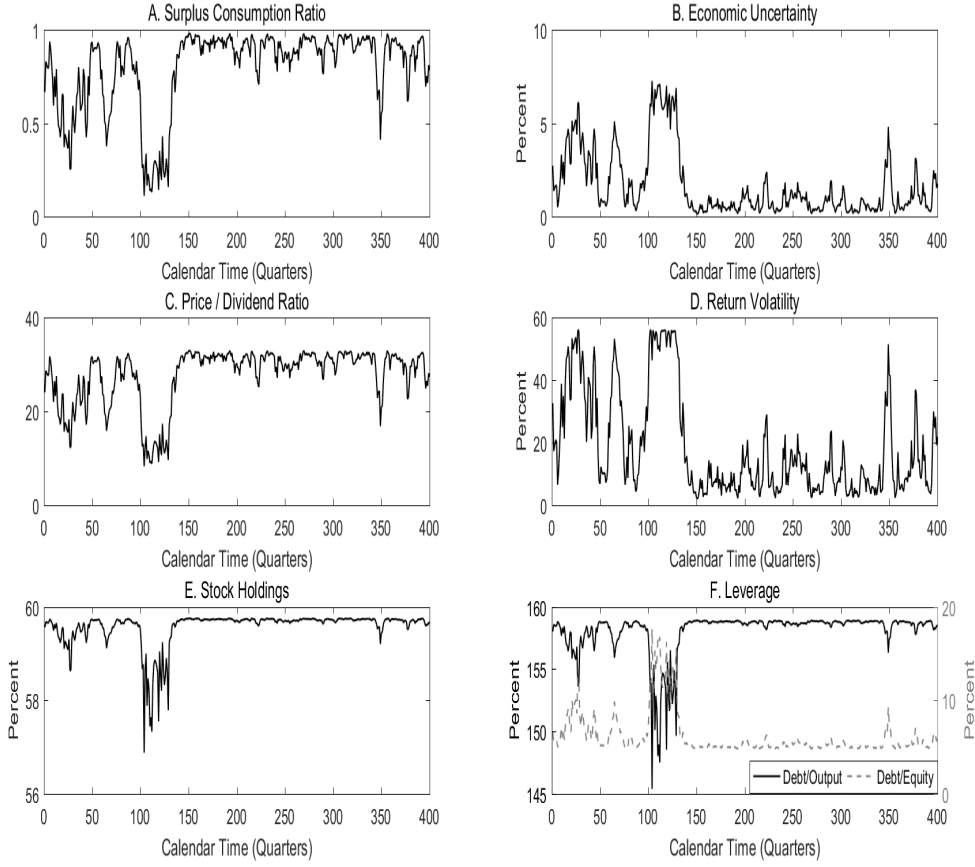 A. Surplus Consumption Ratio
1
0.5
0
0 50 100 150 200 250 300 350 400
Calendar Time (Quarters)
B. Economic Uncertainty
Percent
10
5
0
0 50 100 150 200 250 300 350 400
Calendar Time (Quarters)
C. Price / Dividend Ratio
40
20
0
0 50 100 150 200 250 300 350 400
Calendar Time (Quarters)
D. Return Volatility
Percent
60
40
20
0
0 50 100 150 200 250 300 350 400
Calendar Time (Quarters)
E. Stock Holdings
Percent
60
58
56
0 50 100 150 200 250 300 350 400
Calendar Time (Quarters)
F. Leverage
Percent
160
155
150
145
20
10
0
Percent
Debt/Output Debt/Equity
0 50 100 150 200 250 300 350 400
Calendar Time (Quarters)